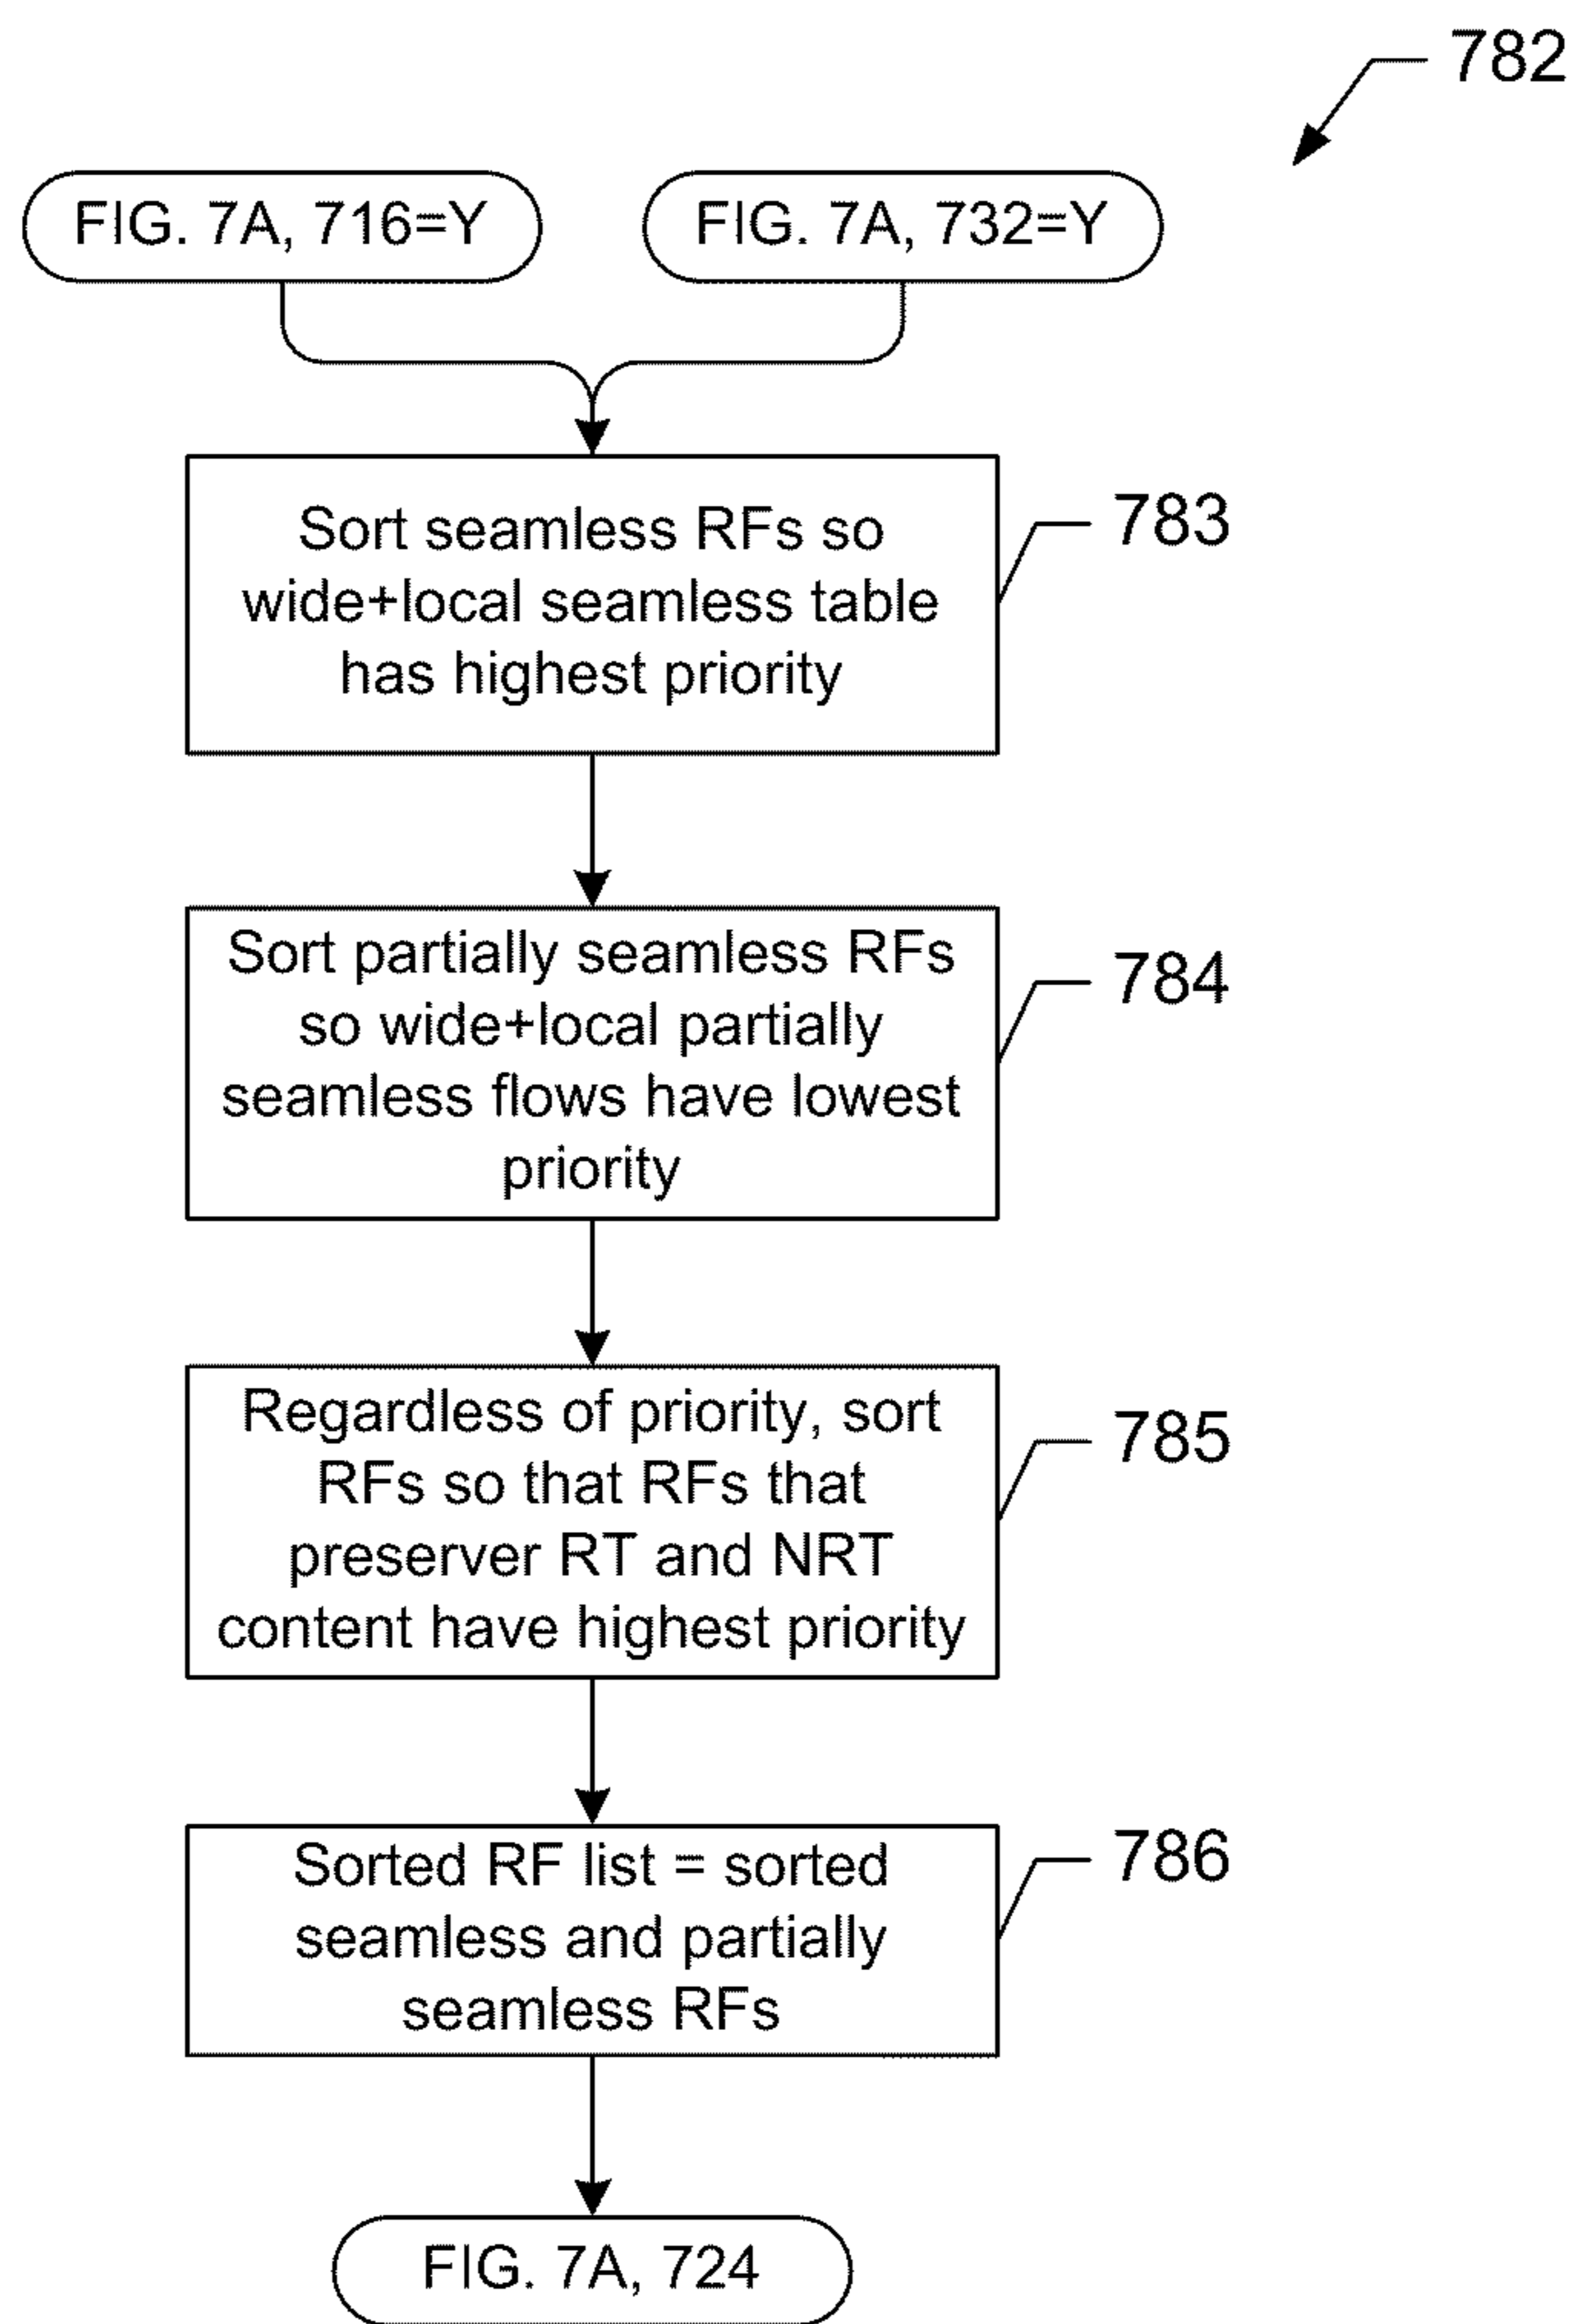 782
FIG. 7A, 716=Y
FIG. 7A, 732=Y
Sort seamless RFs so
wide+local seamless table
has highest priority
783
Sort partially seamless RFs
so wide+local partially
seamless flows have lowest
priority
784
Regardless of priority, sort
RFs so that RFs that
preserver RT and NRT
content have highest priority
785
Sorted RF list = sorted
seamless and partially
seamless RFs
786
FIG. 7A, 724